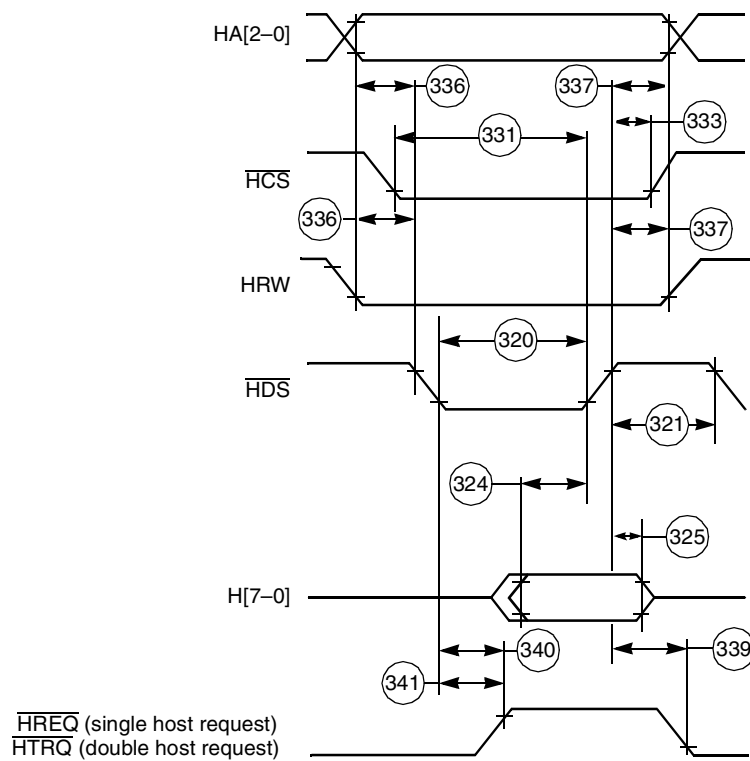 HA[2–0]
336
337
331
333
HCS
336
337
HRW
320
HDS
321
324
325
H[7–0]
340
339
341
HREQ (single host request)
HTRQ (double host request)